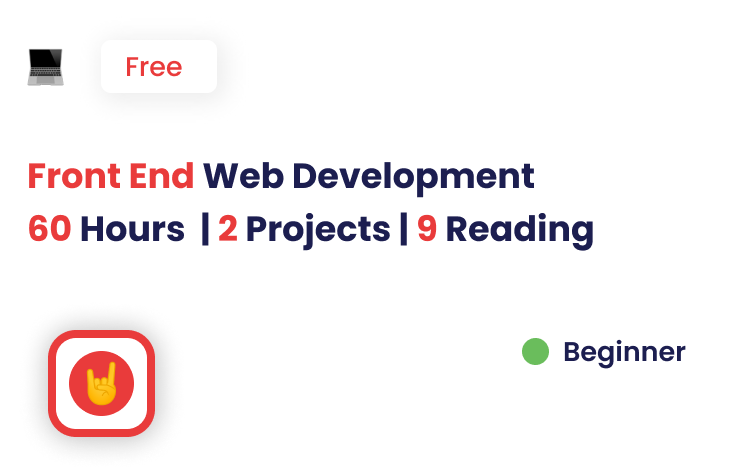 Free
Front End Web Development
60 Hours | 2 Projects | 9 Reading
Beginner